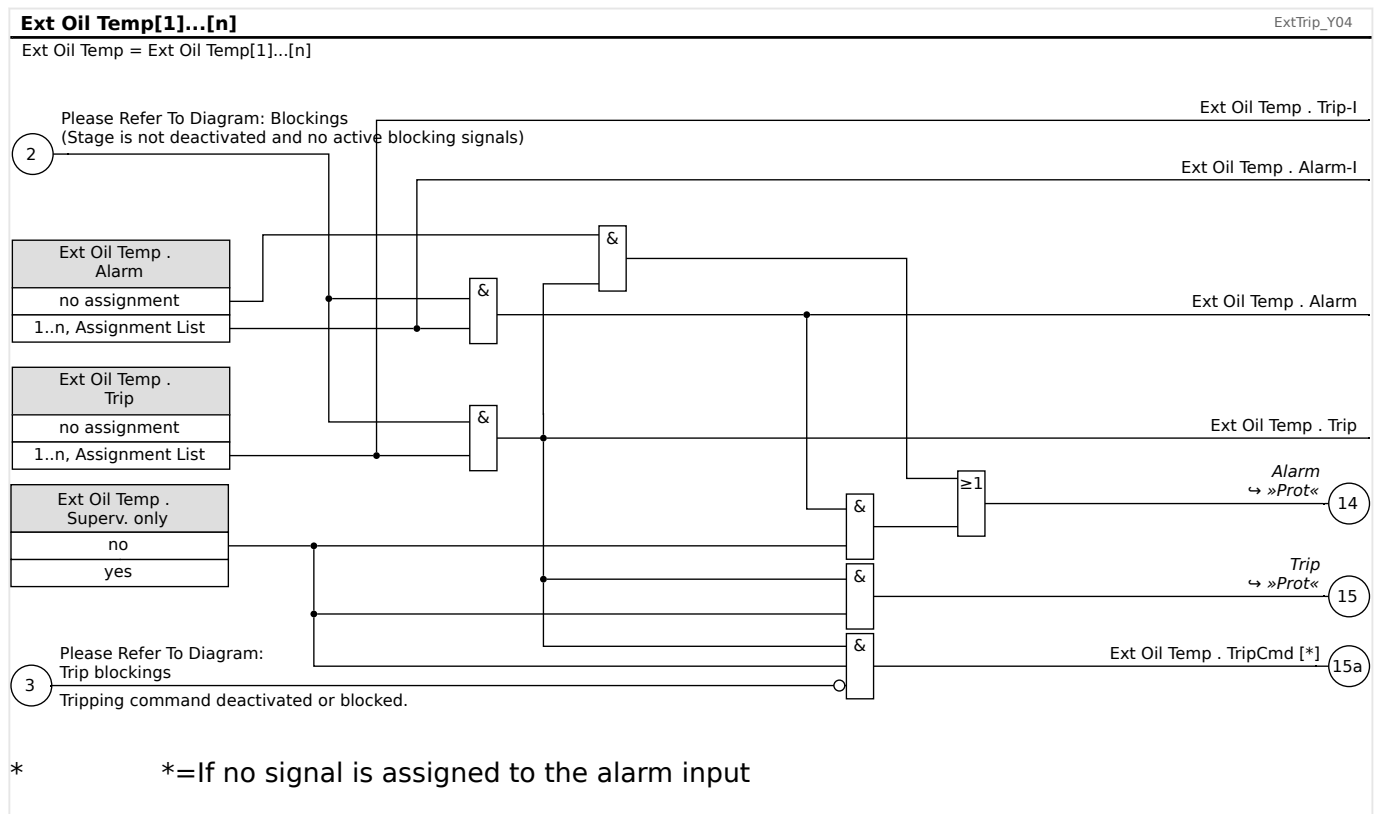 Ext Oil Temp[1]...[n]
ExtTrip_Y04
Ext Oil Temp = Ext Oil Temp[1]...[n]
Ext Oil Temp . Trip-I
Please Refer To Diagram: Blockings
(Stage is not deactivated and no active blocking signals)
2
Ext Oil Temp . Alarm-I
&
Ext Oil Temp .
Alarm
no assignment
1..n, Assignment List
&
Ext Oil Temp . Alarm
Ext Oil Temp .
Trip
no assignment
1..n, Assignment List
&
Ext Oil Temp . Trip
Ext Oil Temp .
Superv. only
no
yes
≥1
Alarm
↪ »Prot«
14
&
&
Trip
↪ »Prot«
15
&
Ext Oil Temp . TripCmd [*]
15a
Please Refer To Diagram:
Trip blockings
3
Tripping command deactivated or blocked.
* *=If no signal is assigned to the alarm input